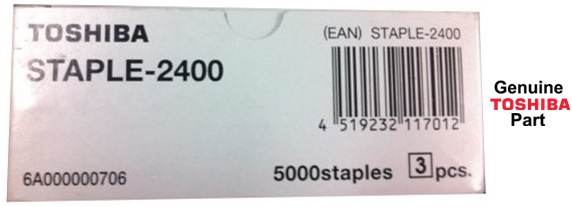 TOSHIBA
(EAN) STAPLE-2400
STAPLE-2400
4 519232 117012
6A000000706
5000staples 3 pcs.
Genuine
TOSHIBA
Part